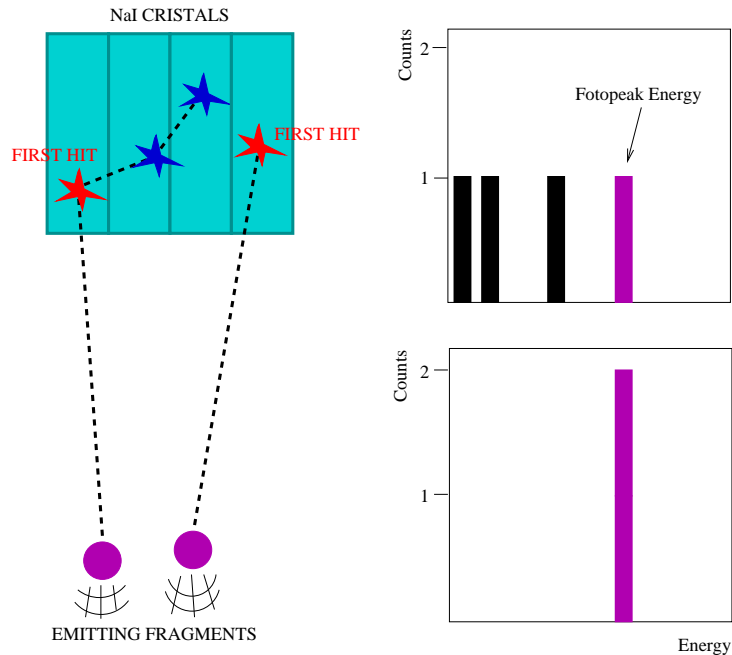 NaI CRISTALS
FIRST HIT
FIRST HIT
EMITTING FRAGMENTS
Counts
2
1
Fotopeak Energy
Counts
2
1
Energy